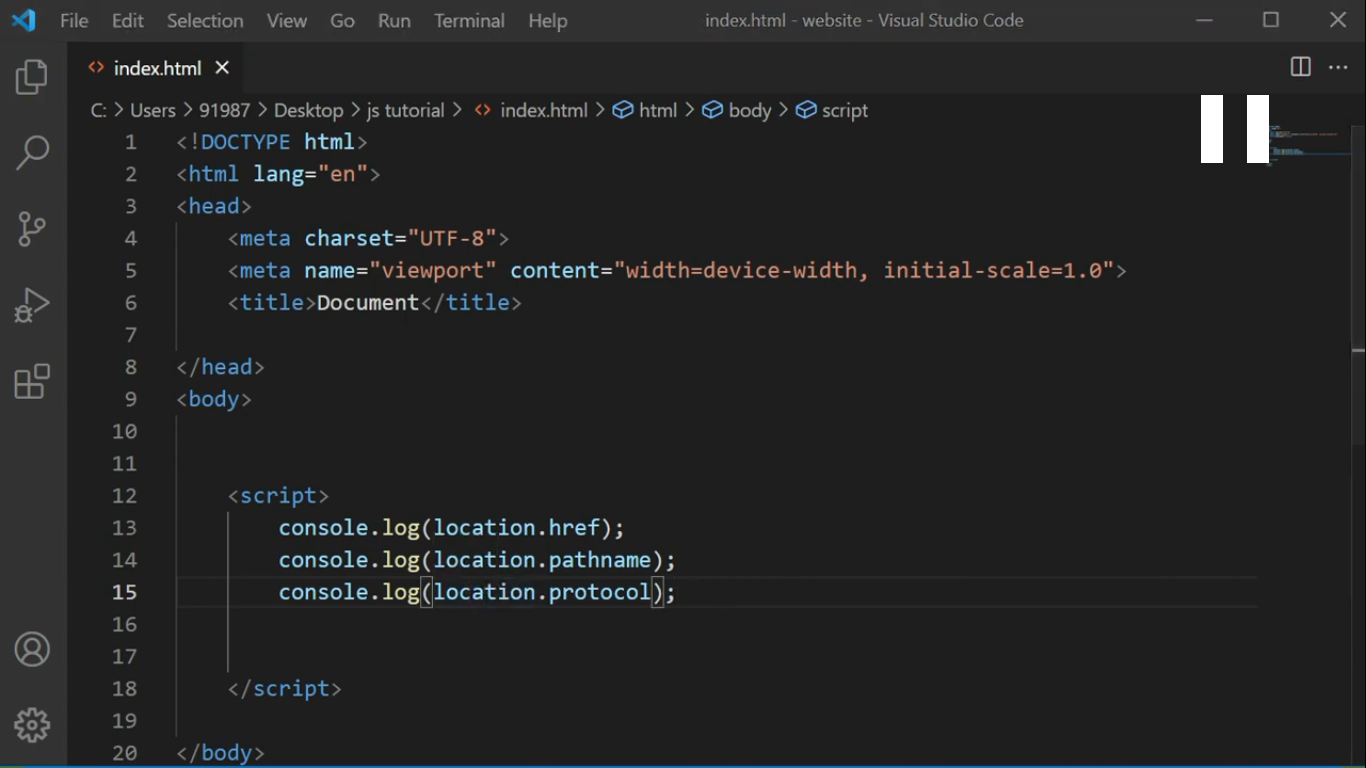 File Edit Selection View Go Run Terminal Help index.html - website - Visual Studio Code
index.html
C: > Users > 91987 > Desktop > js tutorial > index.html > html > body > script
1 <!DOCTYPE html>
2 <html lang="en">
3 <head>
4 <meta charset="UTF-8">
5 <meta name="viewport" content="width=device-width, initial-scale=1.0">
6 <title>Document</title>
7
8 </head>
9 <body>
10
11
12 <script>
13 console.log(location.href);
14 console.log(location.pathname);
15 console.log(location.protocol);
16
17
18 </script>
19
20 </body>